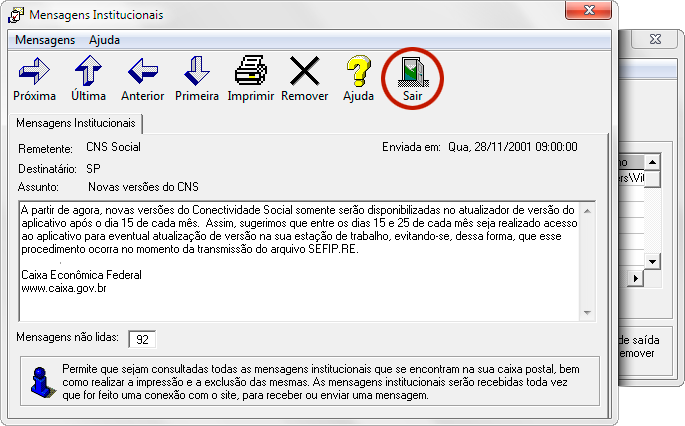 Mensagens Institucionais
Mensagens Ajuda
Próxima Última Anterior Primeira Imprimir Remover Ajuda Sair
Mensagens Institucionais
Remetente: CNS Social Enviada em: Qua, 28/11/2001 09:00:00
Destinatário: SP
Assunto: Novas versões do CNS
A partir de agora, novas versões do Conectividade Social somente serão disponibilizadas no atualizador de versão do
aplicativo após o dia 15 de cada mês. Assim, sugerimos que entre os dias 15 e 25 de cada mês seja realizado acesso
ao aplicativo para eventual atualização de versão na sua estação de trabalho, evitando-se, dessa forma, que esse
procedimento ocorra no momento da transmissão do arquivo SEFIP.RE.
Caixa Econômica Federal
www.caixa.gov.br
Mensagens não lidas: 92
Permite que sejam consultadas todas as mensagens institucionais que se encontram na sua caixa postal, bem
como realizar a impressão e a exclusão das mesmas. As mensagens institucionais serão recebidas toda vez
que for feito uma conexão com o site, para receber ou enviar uma mensagem.
de saída